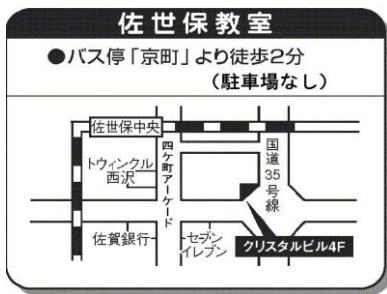 佐世保教室
●バス停「京町」より徒歩2分
（駐車場なし）
佐世保中央
トウィンクル
西沢
四ケ町アーケード
国道35号線
佐賀銀行
セブン
イレブン
クリスタルビル4F